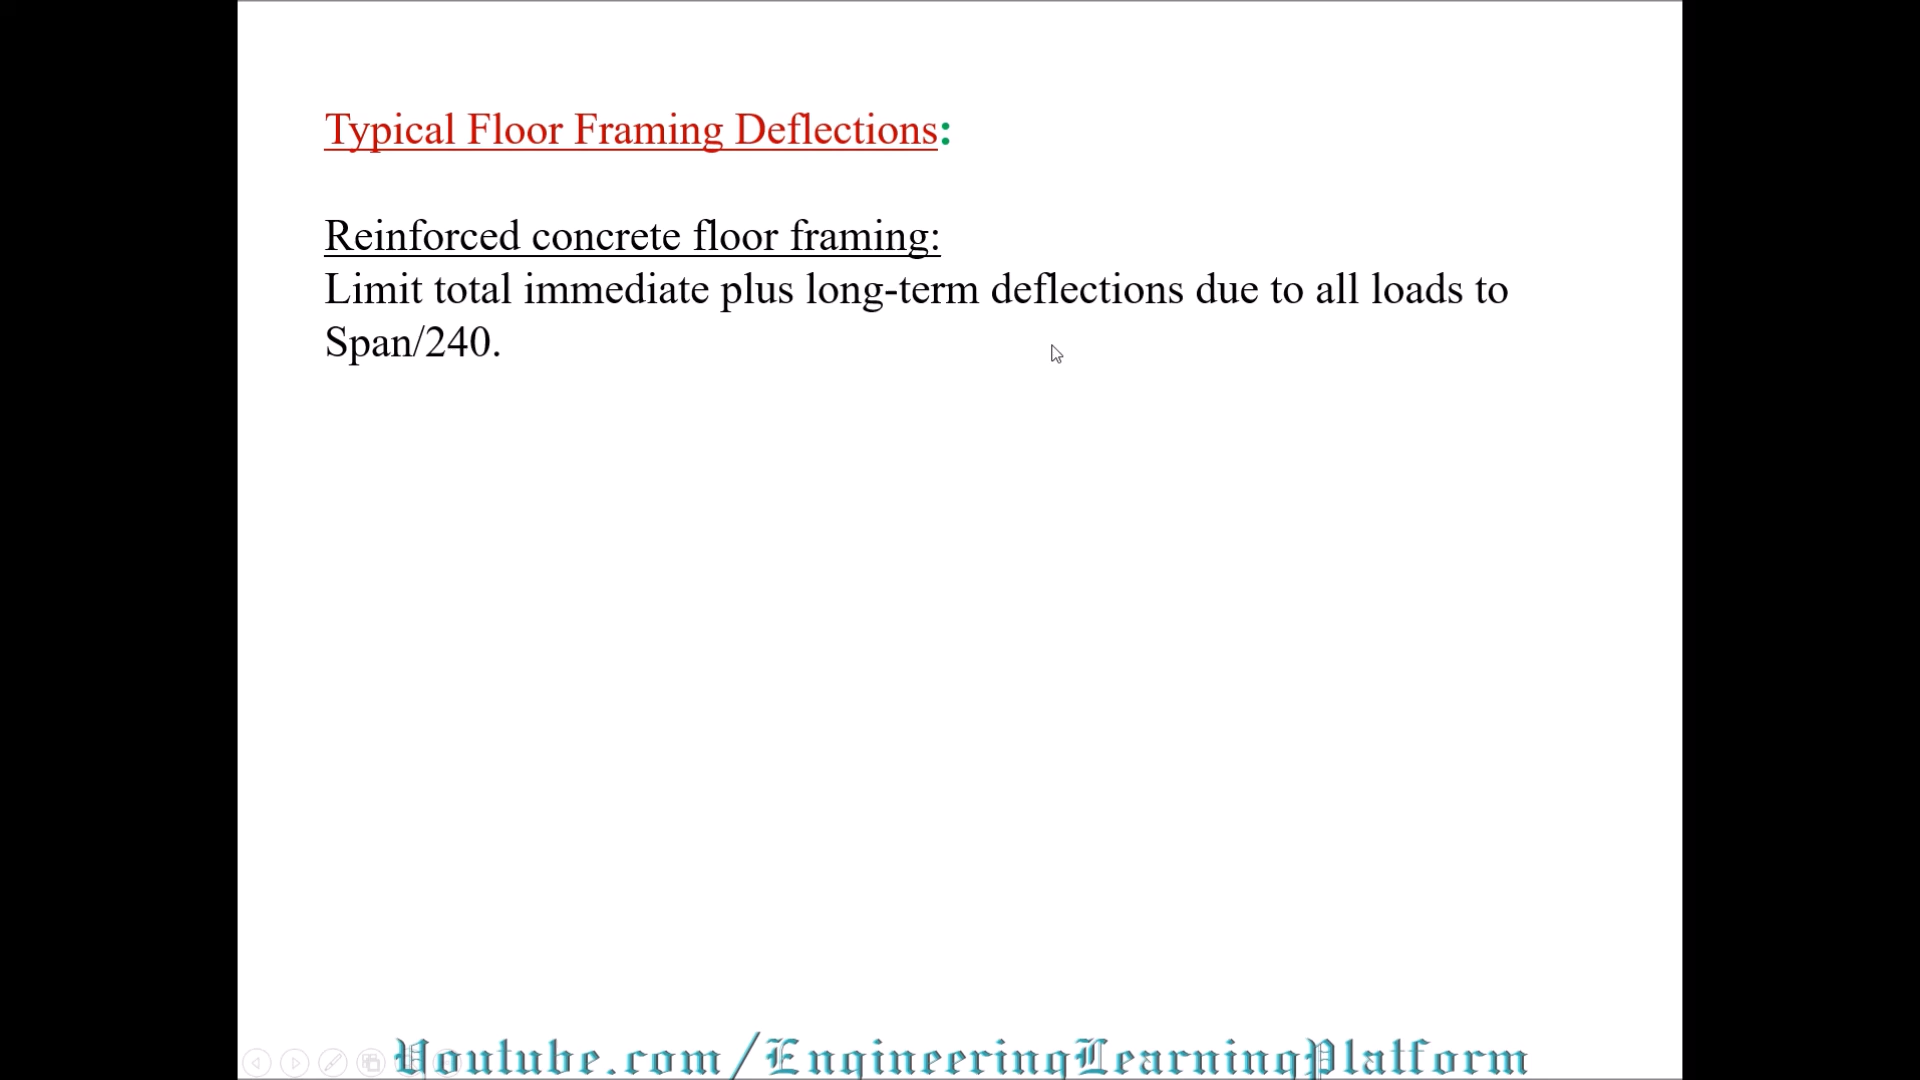 Typical Floor Framing Deflections:
Reinforced concrete floor framing:
Limit total immediate plus long-term deflections due to all loads to
Span/240.
Youtube.com/EngineeringLearningPlatform